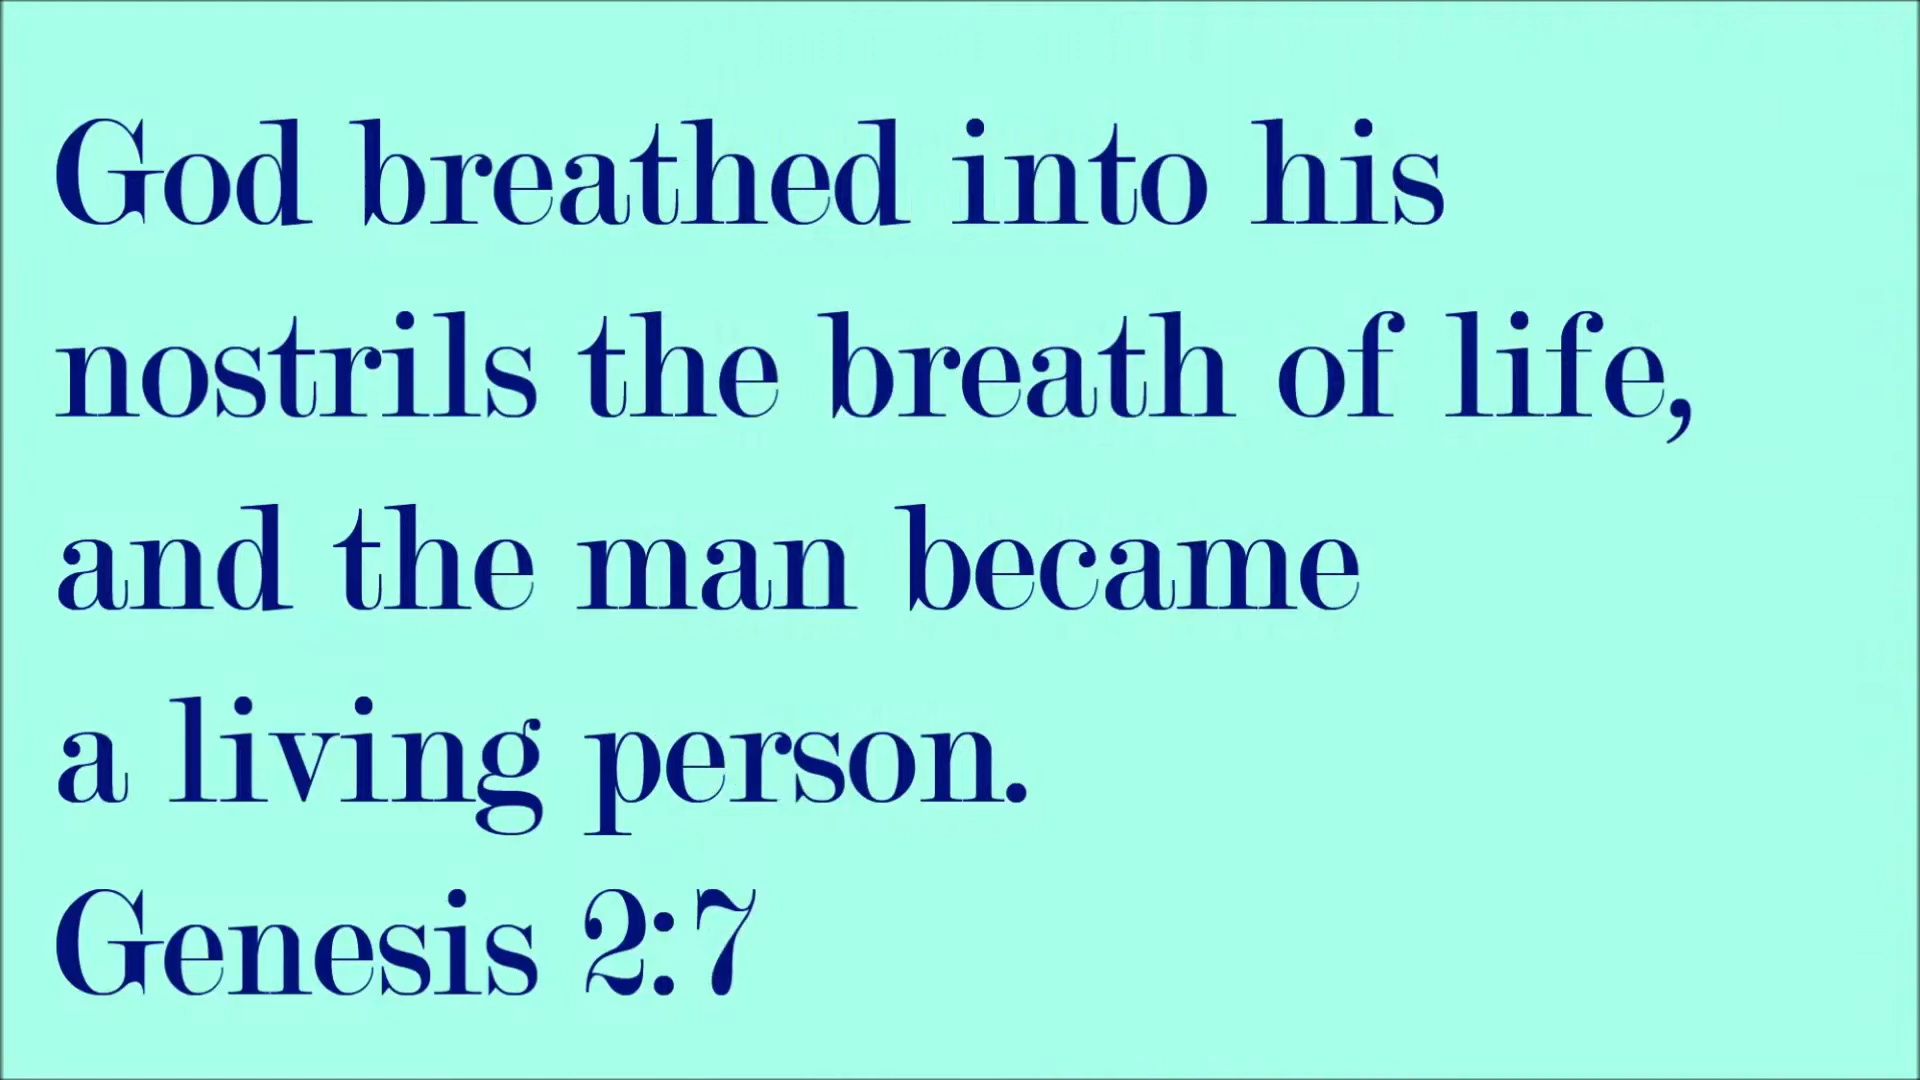 God breathed into his
nostrils the breath of life,
and the man became
a living person.
Genesis 2:7